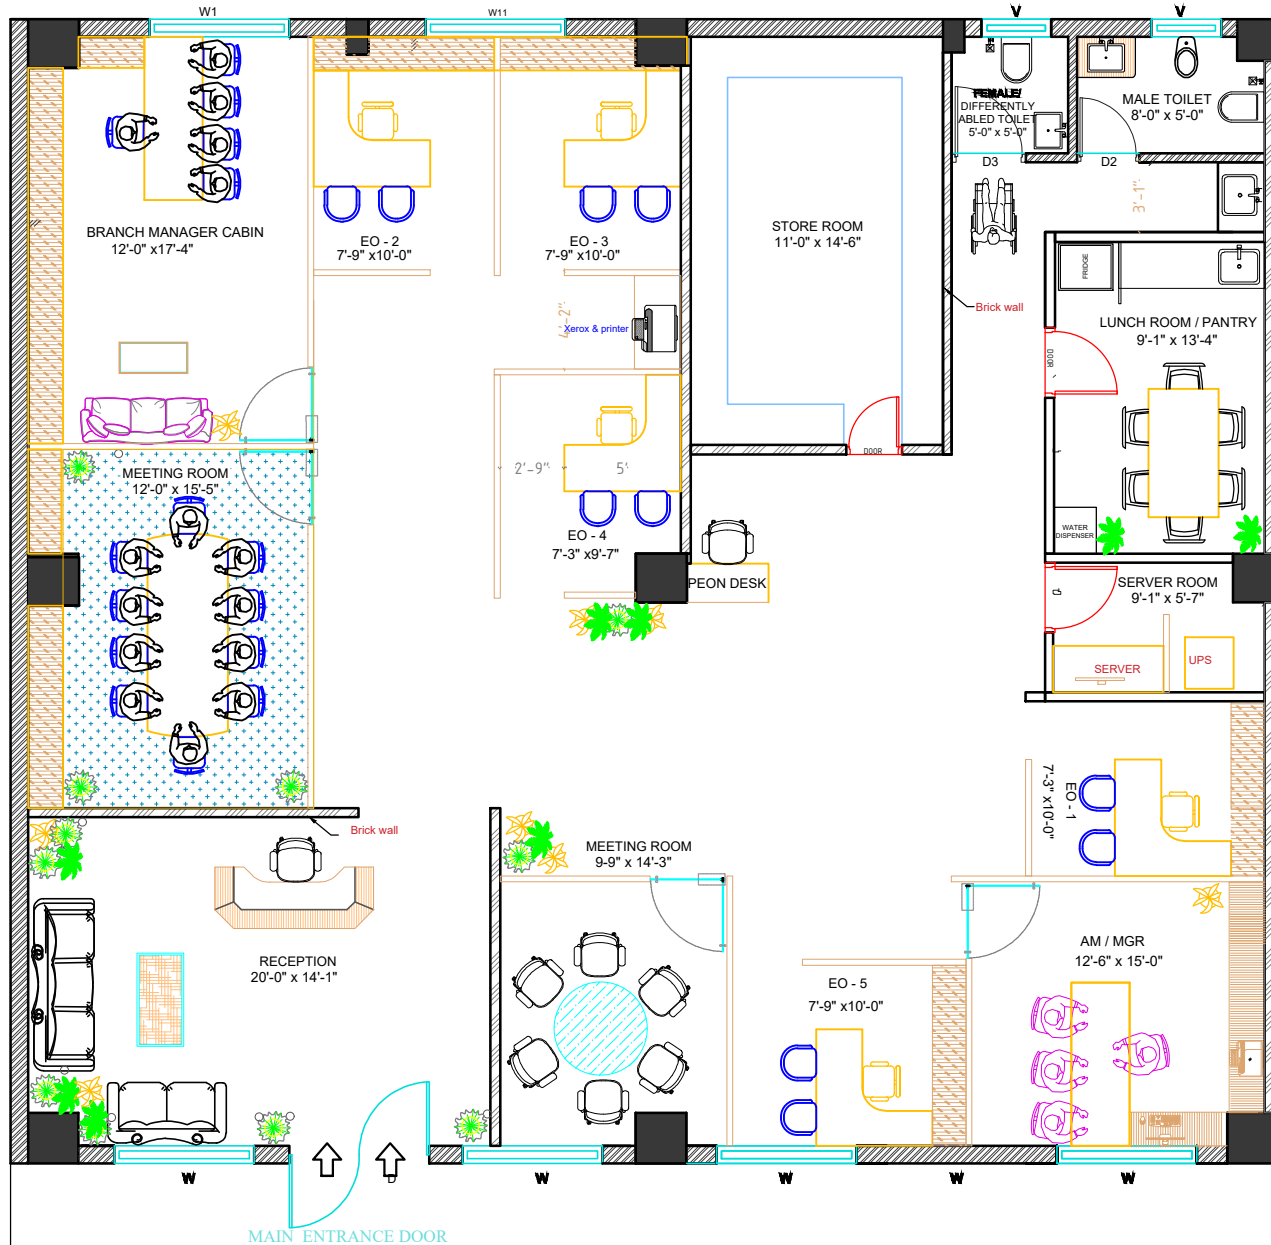 W1
W11
V
V
FEMALE/
DIFFERENTLY
ABLED TOILET
5'-0" x 5'-0"
MALE TOILET
8'-0" x 5'-0"
D3
D2
3'-1"
BRANCH MANAGER CABIN
12'-0" x17'-4"
EO - 2
7'-9" x10'-0"
EO - 3
7'-9" x10'-0"
STORE ROOM
11'-0" x 14'-6"
FRIDGE
Brick wall
4'-2"
Xerox & printer
LUNCH ROOM / PANTRY
9'-1" x 13'-4"
DOOR
DOOR
MEETING ROOM
12'-0" x 15'-5"
2'-9"
5'
EO - 4
7'-3" x9'-7"
WATER
DISPENSER
PEON DESK
SERVER ROOM
9'-1" x 5'-7"
SERVER
UPS
EO - 1
7'-3" x10'-0"
Brick wall
MEETING ROOM
9-9" x 14'-3"
RECEPTION
20'-0" x 14'-1"
AM / MGR
12'-6" x 15'-0"
EO - 5
7'-9" x10'-0"
W
D
W
W
W
W
MAIN ENTRANCE DOOR